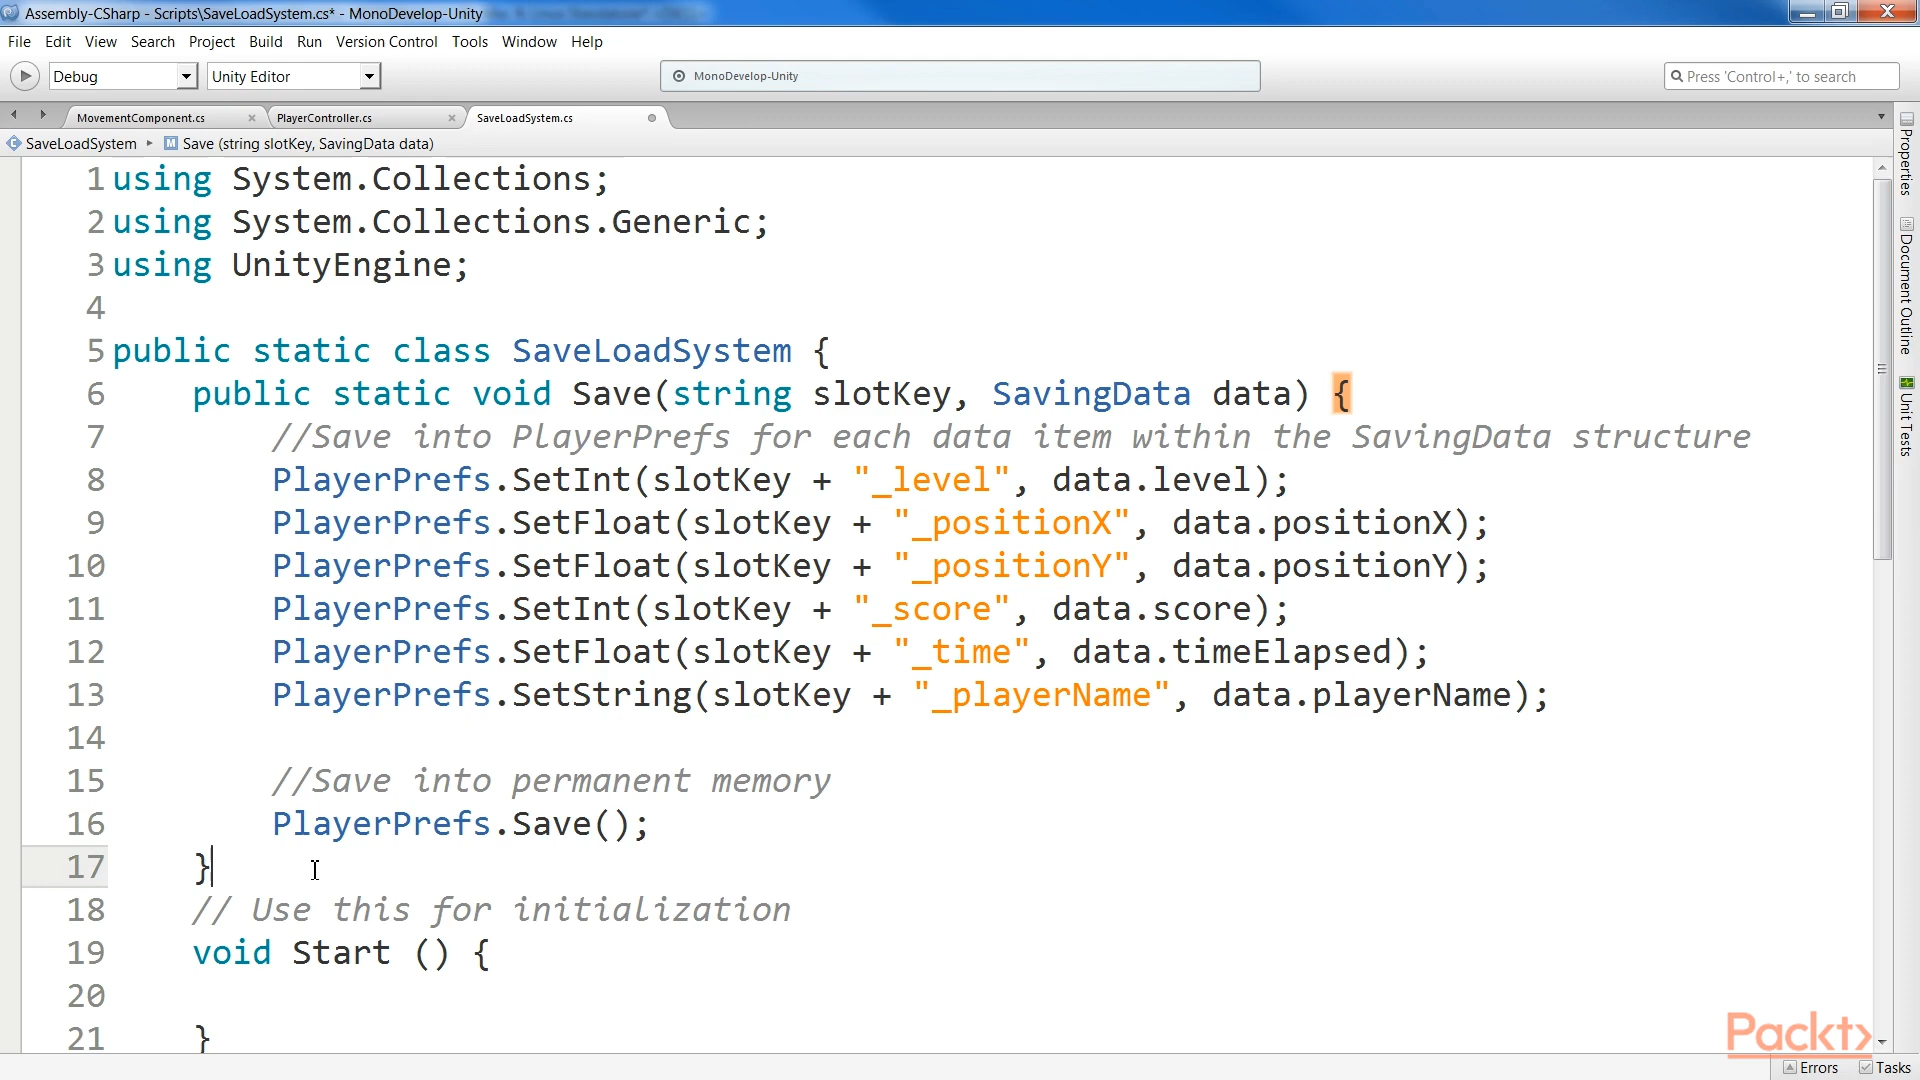 Assembly-CSharp - Scripts\SaveLoadSystem.cs* - MonoDevelop-Unity
File Edit View Search Project Build Run Version Control Tools Window Help
Debug Unity Editor MonoDevelop-Unity Press 'Control+,' to search
MovementComponent.cs PlayerController.cs SaveLoadSystem.cs
SaveLoadSystem Save (string slotKey, SavingData data)
1 using System.Collections;
2 using System.Collections.Generic;
3 using UnityEngine;
4
5 public static class SaveLoadSystem {
6 public static void Save(string slotKey, SavingData data) {
7 //Save into PlayerPrefs for each data item within the SavingData structure
8 PlayerPrefs.SetInt(slotKey + "_level", data.level);
9 PlayerPrefs.SetFloat(slotKey + "_positionX", data.positionX);
10 PlayerPrefs.SetFloat(slotKey + "_positionY", data.positionY);
11 PlayerPrefs.SetInt(slotKey + "_score", data.score);
12 PlayerPrefs.SetFloat(slotKey + "_time", data.timeElapsed);
13 PlayerPrefs.SetString(slotKey + "_playerName", data.playerName);
14
15 //Save into permanent memory
16 PlayerPrefs.Save();
17 }
18 // Use this for initialization
19 void Start () {
20
21 }
Properties
Document Outline
Unit Tests
Packt>
Errors Tasks